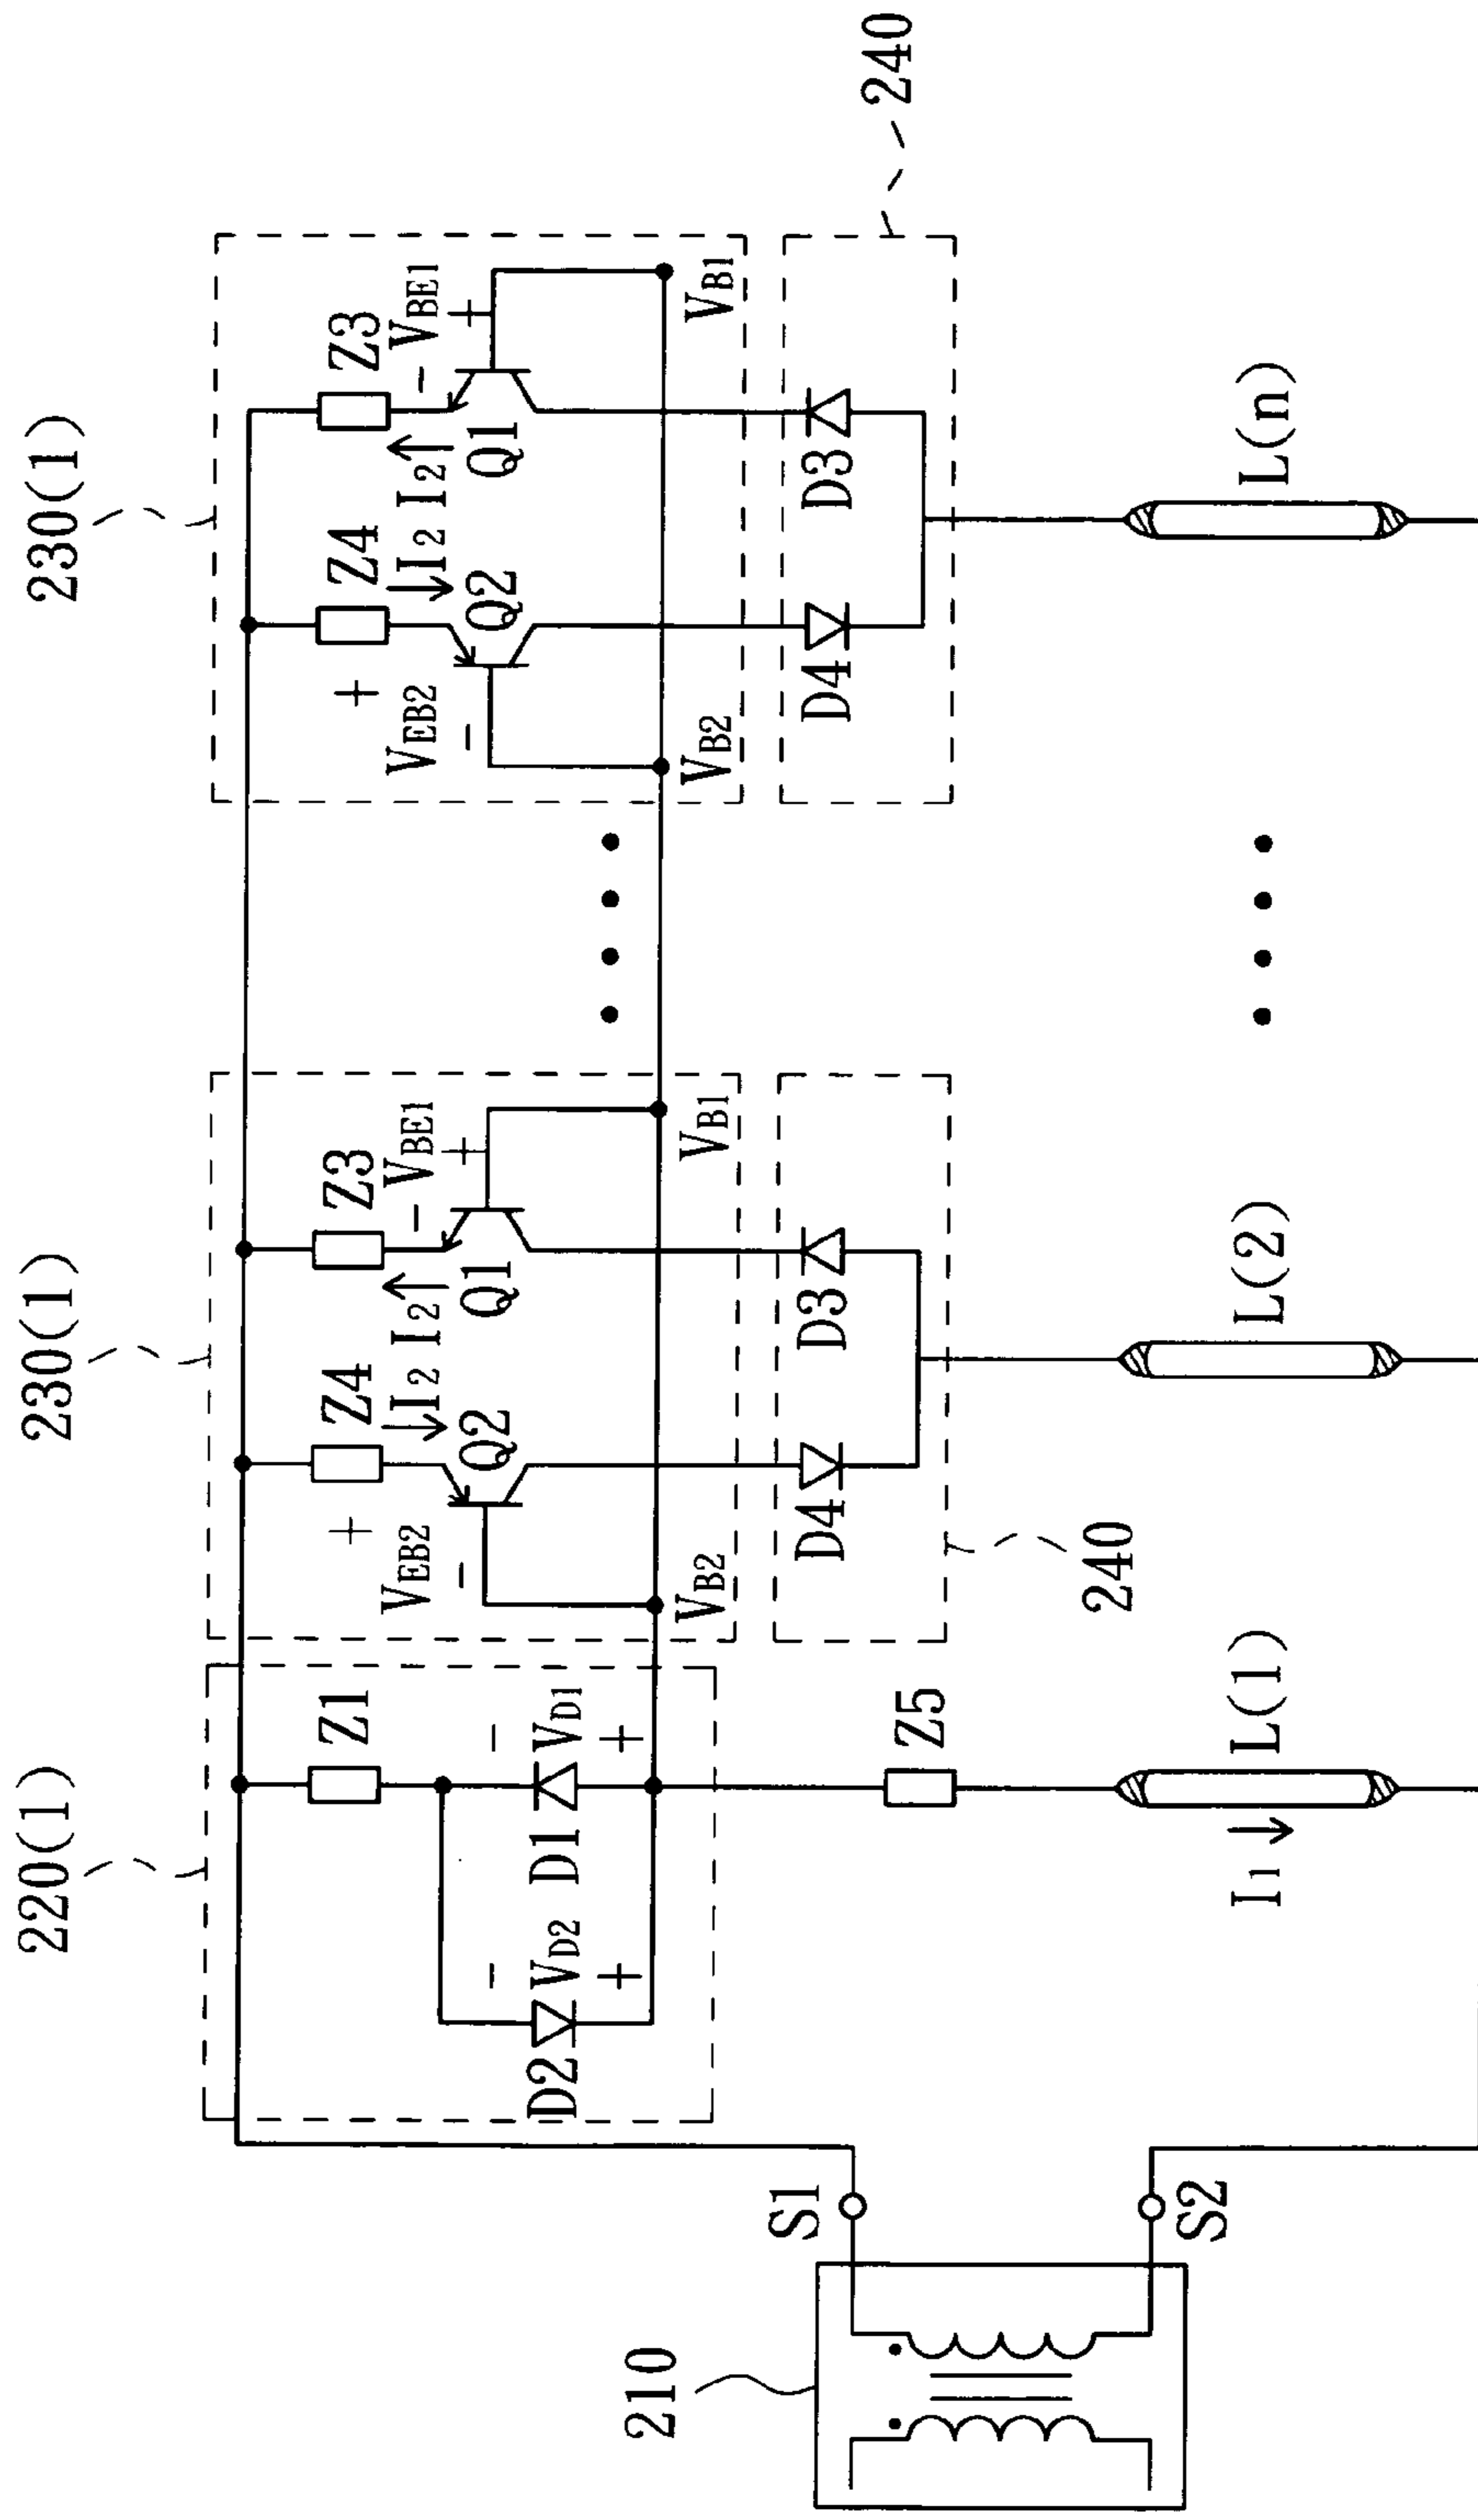 220(1)
230(1)
230(1)
Z1
Z4
Z3
Z4
Z3
+
VEB2
-
I2
I2
-
VBE1
+
+
VEB2
-
I2
I2
-
VBE1
+
Q2
Q1
Q2
Q1
D2
-
VD2
+
D1
-
VD1
+
VB2
VB1
VB2
VB1
S1
D4
D3
D4
D3
240
Z5
240
210
S2
I1
L(1)
L(2)
L(n)